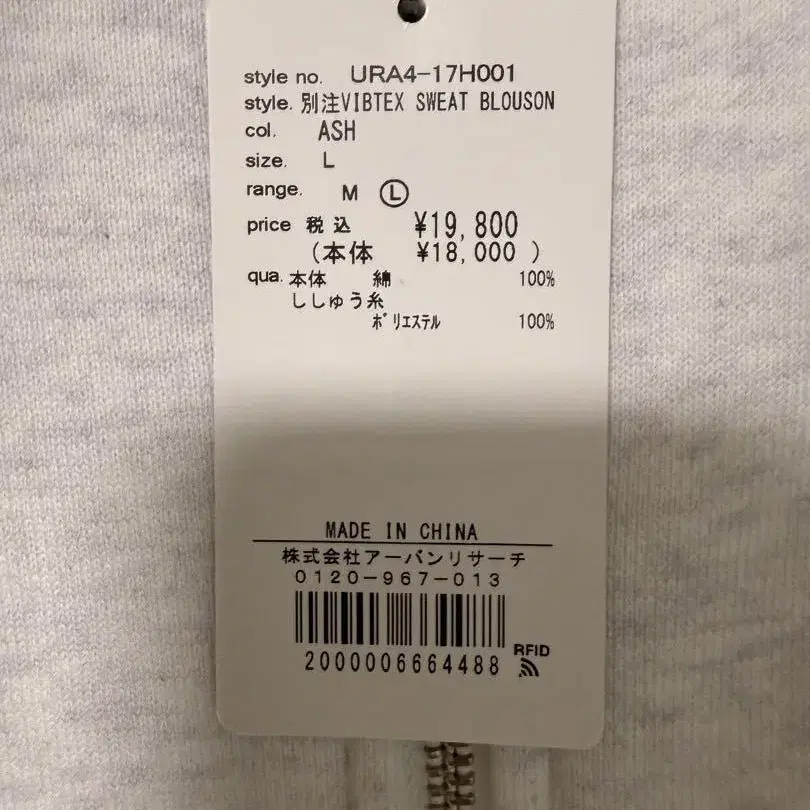 style no. URA4-17H001
style. 別注VIBTEX SWEAT BLOUSON
col. ASH
size. L
range. M Ⓛ
price 税込 ¥19,800
(本体 ¥18,000 )
qua. 本体 綿 100%
ししゅう糸
ﾎﾟﾘｴｽﾃﾙ 100%
MADE IN CHINA
株式会社アーバンリサーチ
0120-967-013
RFID
2000006664488